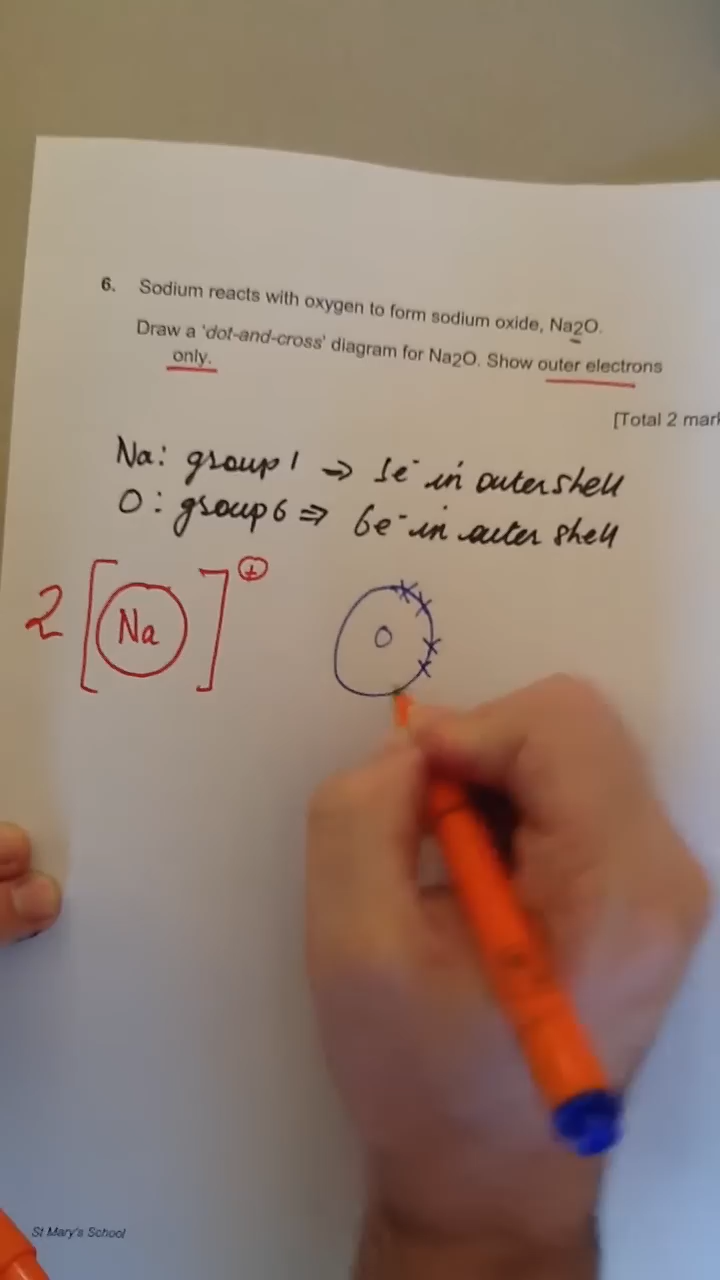 6. Sodium reacts with oxygen to form sodium oxide, Na2O.
Draw a 'dot-and-cross' diagram for Na2O. Show outer electrons
only.
[Total 2 mar
Na: group 1 => 1e⁻ in outer shell
O: group 6 => 6e⁻ in outer shell
2 [Na]⁺ O
St Mary's School